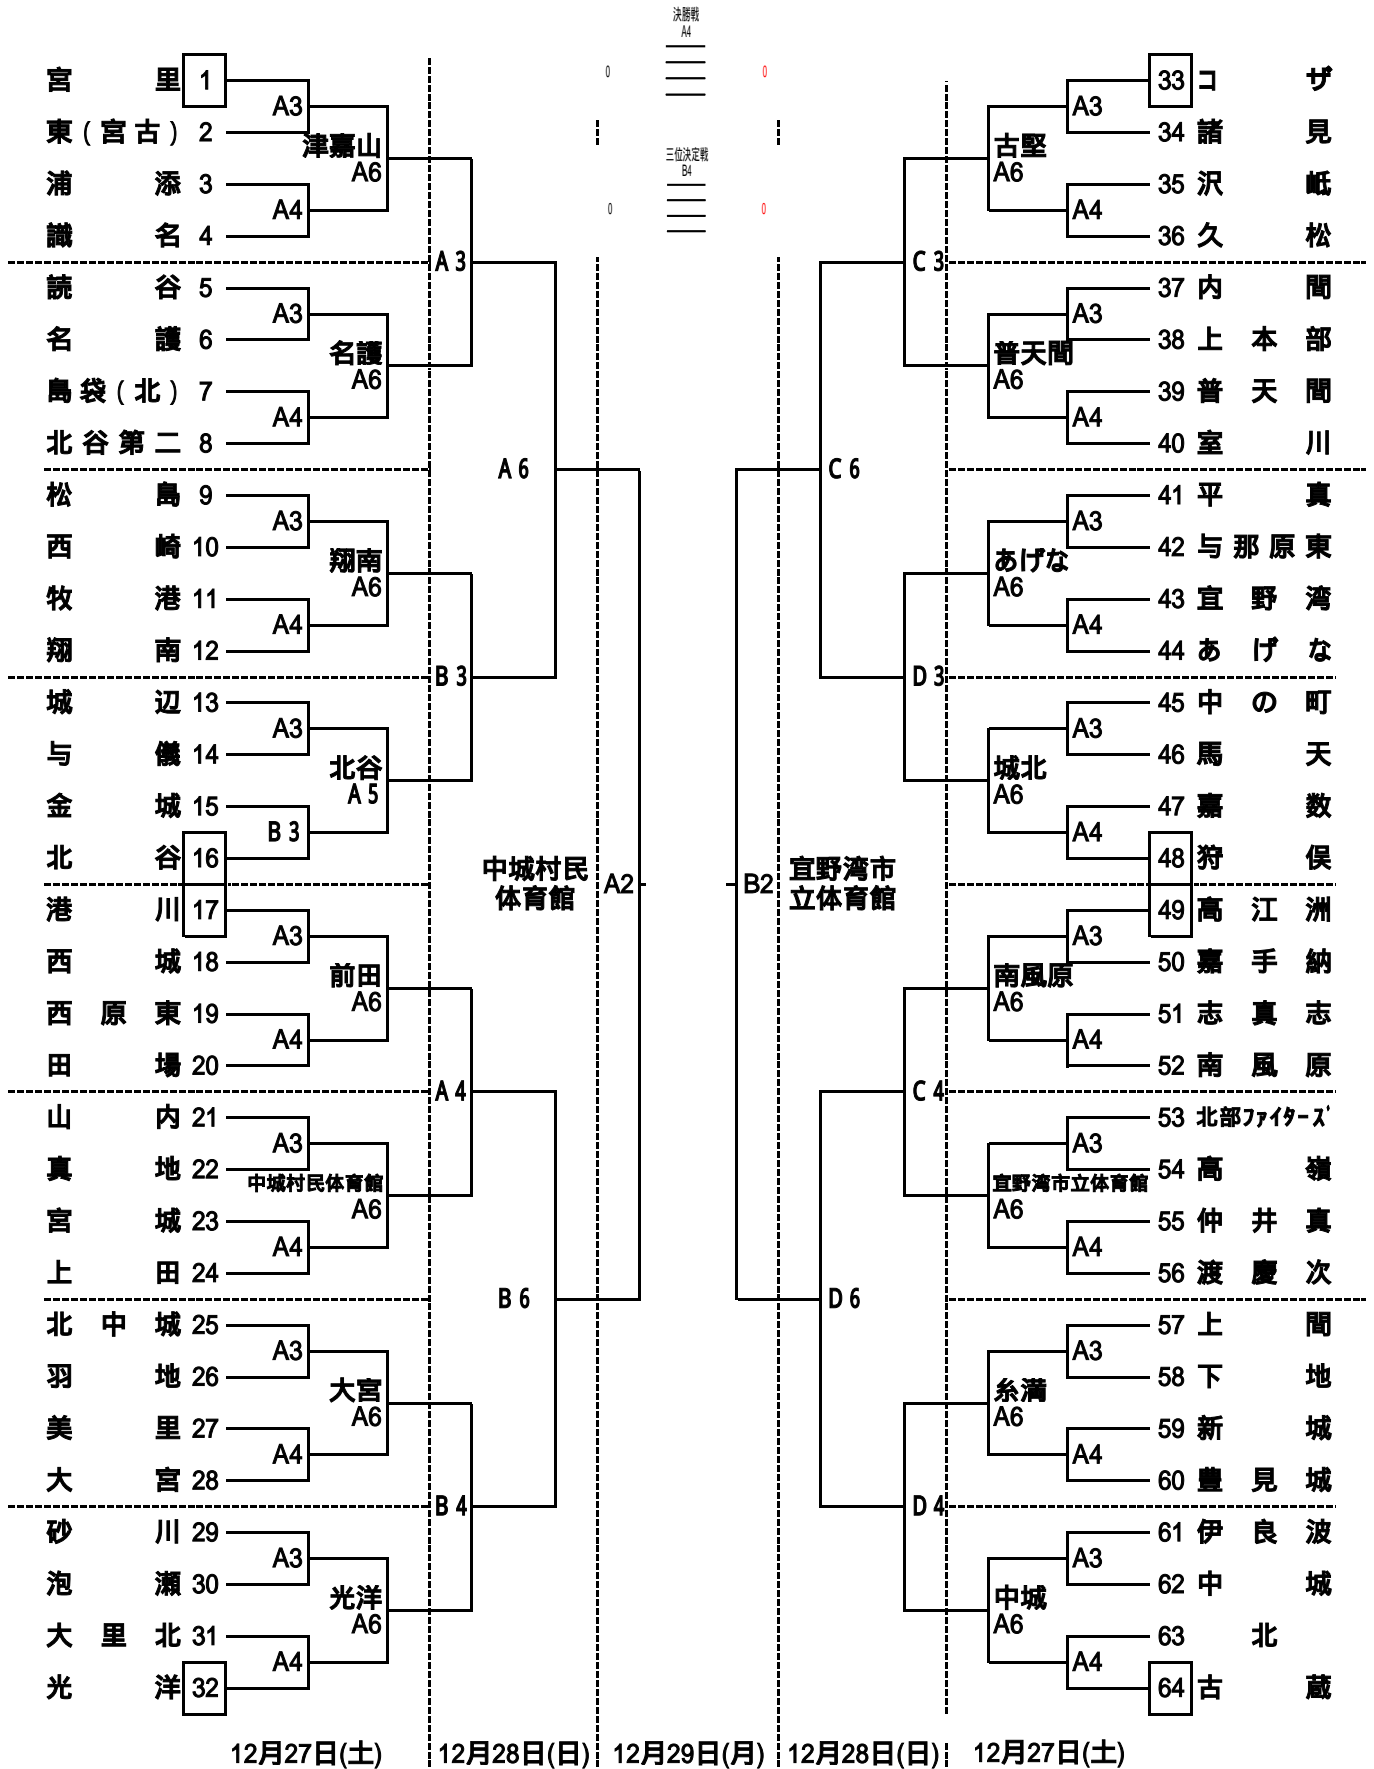 決勝戦
A4
0 0
三位決定戦
B4
0 0
宮里 1
東(宮古) 2
A3
浦添 3
識名 4
A4
津嘉山
A6
読谷 5
名護 6
A3
島袋(北) 7
北谷第二 8
A4
名護
A6
A3
松島 9
西崎 10
A3
牧港 11
翔南 12
A4
翔南
A6
城辺 13
与儀 14
A3
金城 15
北谷 16
B3
北谷
A5
B3
A6
港川 17
西城 18
A3
西原東 19
田場 20
A4
前田
A6
山内 21
真地 22
A3
宮城 23
上田 24
A4
中城村民体育館
A6
A4
北中城 25
羽地 26
A3
美里 27
大宮 28
A4
大宮
A6
砂川 29
泡瀬 30
A3
大里北 31
光洋 32
A4
光洋
A6
B4
B6
中城村民
体育館
A2
33 コザ
34 諸見
A3
35 沢岻
36 久松
A4
古堅
A6
37 内間
38 上本部
A3
39 普天間
40 室川
A4
普天間
A6
C3
41 平真
42 与那原東
A3
43 宜野湾
44 あげな
A4
あげな
A6
45 中の町
46 馬天
A3
47 嘉数
48 狩俣
A4
城北
A6
D3
C6
49 高江洲
50 嘉手納
A3
51 志真志
52 南風原
A4
南風原
A6
53 北部ファイターズ
54 高嶺
A3
55 仲井真
56 渡慶次
A4
宜野湾市立体育館
A6
C4
57 上間
58 下地
A3
59 新城
60 豊見城
A4
糸満
A6
61 伊良波
62 中城
A3
63 北
64 古蔵
A4
中城
A6
D4
D6
B2
宜野湾市
立体育館
12月27日(土) 12月28日(日) 12月29日(月) 12月28日(日) 12月27日(土)